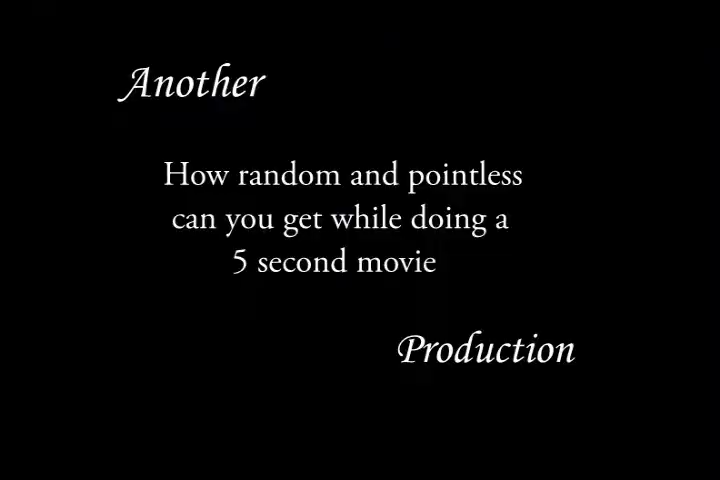 Another
How random and pointless
can you get while doing a
5 second movie
Production